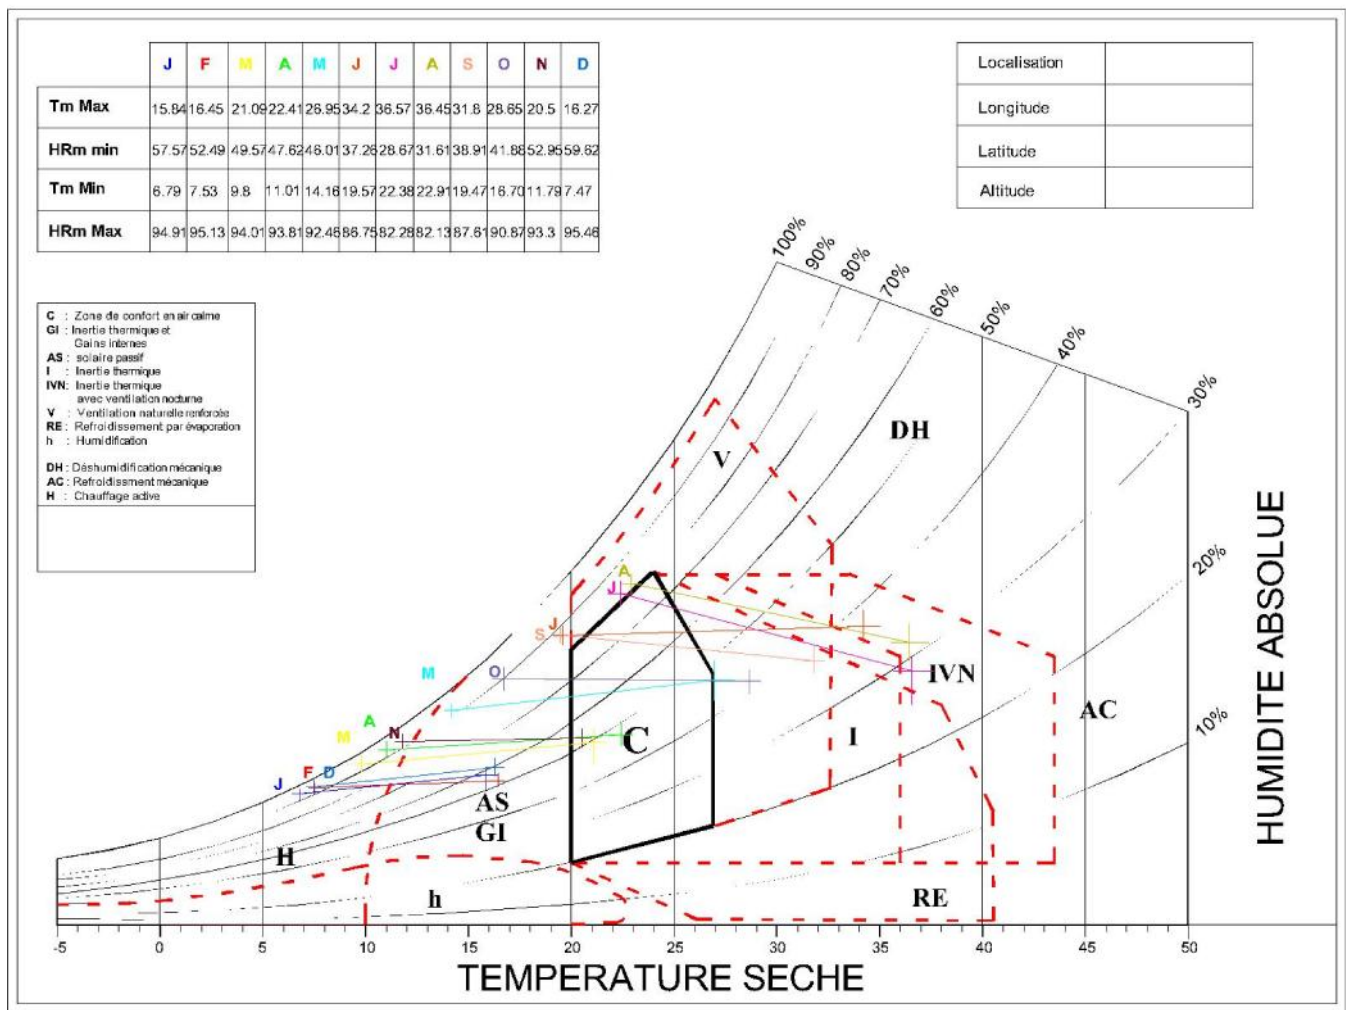 J F M A M J J A S O N D
Tm Max 15.84 16.45 21.09 22.41 26.95 34.2 36.57 36.45 31.8 28.65 20.5 16.27
HRm min 57.57 52.49 49.57 47.62 46.01 37.26 28.67 31.61 38.91 41.88 52.95 59.62
Tm Min 6.79 7.53 9.8 11.01 14.16 19.57 22.38 22.91 19.47 16.70 11.79 7.47
HRm Max 94.91 95.13 94.01 93.81 92.46 86.75 82.28 82.13 87.61 90.87 93.3 95.46
Localisation
Longitude
Latitude
Altitude
C : Zone de confort en air calme
GI : Inertie thermique et
Gains internes
AS : solaire passif
I : Inertie thermique
IVN: Inertie thermique
avec ventilation nocturne
V : Ventilation naturelle renforcée
RE : Refroidissement par évaporation
h : Humidification
DH : Déshumidification mécanique
AC : Refroidissment mécanique
H : Chauffage active
100% 90% 80% 70% 60% 50% 40% 30%
20%
10%
DH
V
A
J
J
S
M
O
A
N
M
J
F
D
C
I
IVN
AC
AS
GI
H
h
RE
-5 0 5 10 15 20 25 30 35 40 45 50
TEMPERATURE SECHE
HUMIDITE ABSOLUE